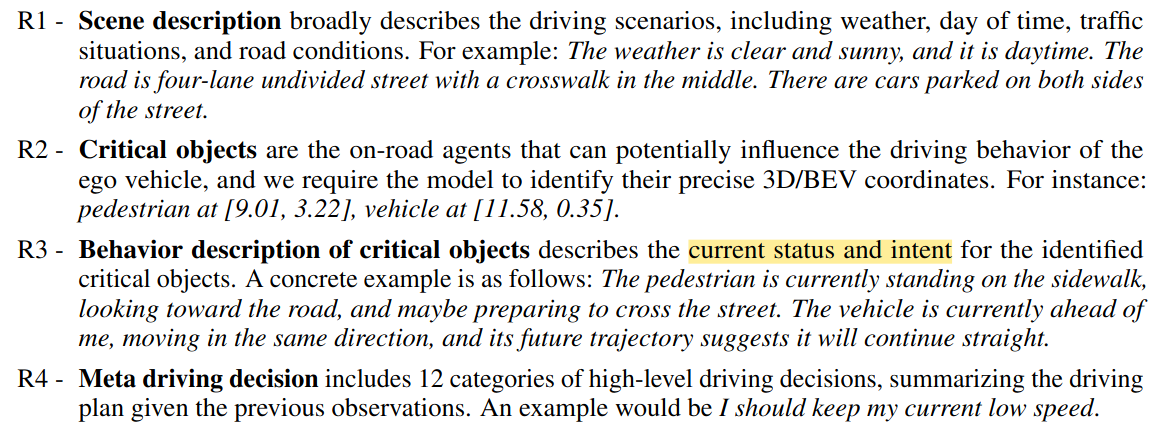 R1 - Scene description broadly describes the driving scenarios, including weather, day of time, traffic
situations, and road conditions. For example: The weather is clear and sunny, and it is daytime. The
road is four-lane undivided street with a crosswalk in the middle. There are cars parked on both sides
of the street.
R2 - Critical objects are the on-road agents that can potentially influence the driving behavior of the
ego vehicle, and we require the model to identify their precise 3D/BEV coordinates. For instance:
pedestrian at [9.01, 3.22], vehicle at [11.58, 0.35].
R3 - Behavior description of critical objects describes the current status and intent for the identified
critical objects. A concrete example is as follows: The pedestrian is currently standing on the sidewalk,
looking toward the road, and maybe preparing to cross the street. The vehicle is currently ahead of
me, moving in the same direction, and its future trajectory suggests it will continue straight.
R4 - Meta driving decision includes 12 categories of high-level driving decisions, summarizing the driving
plan given the previous observations. An example would be I should keep my current low speed.